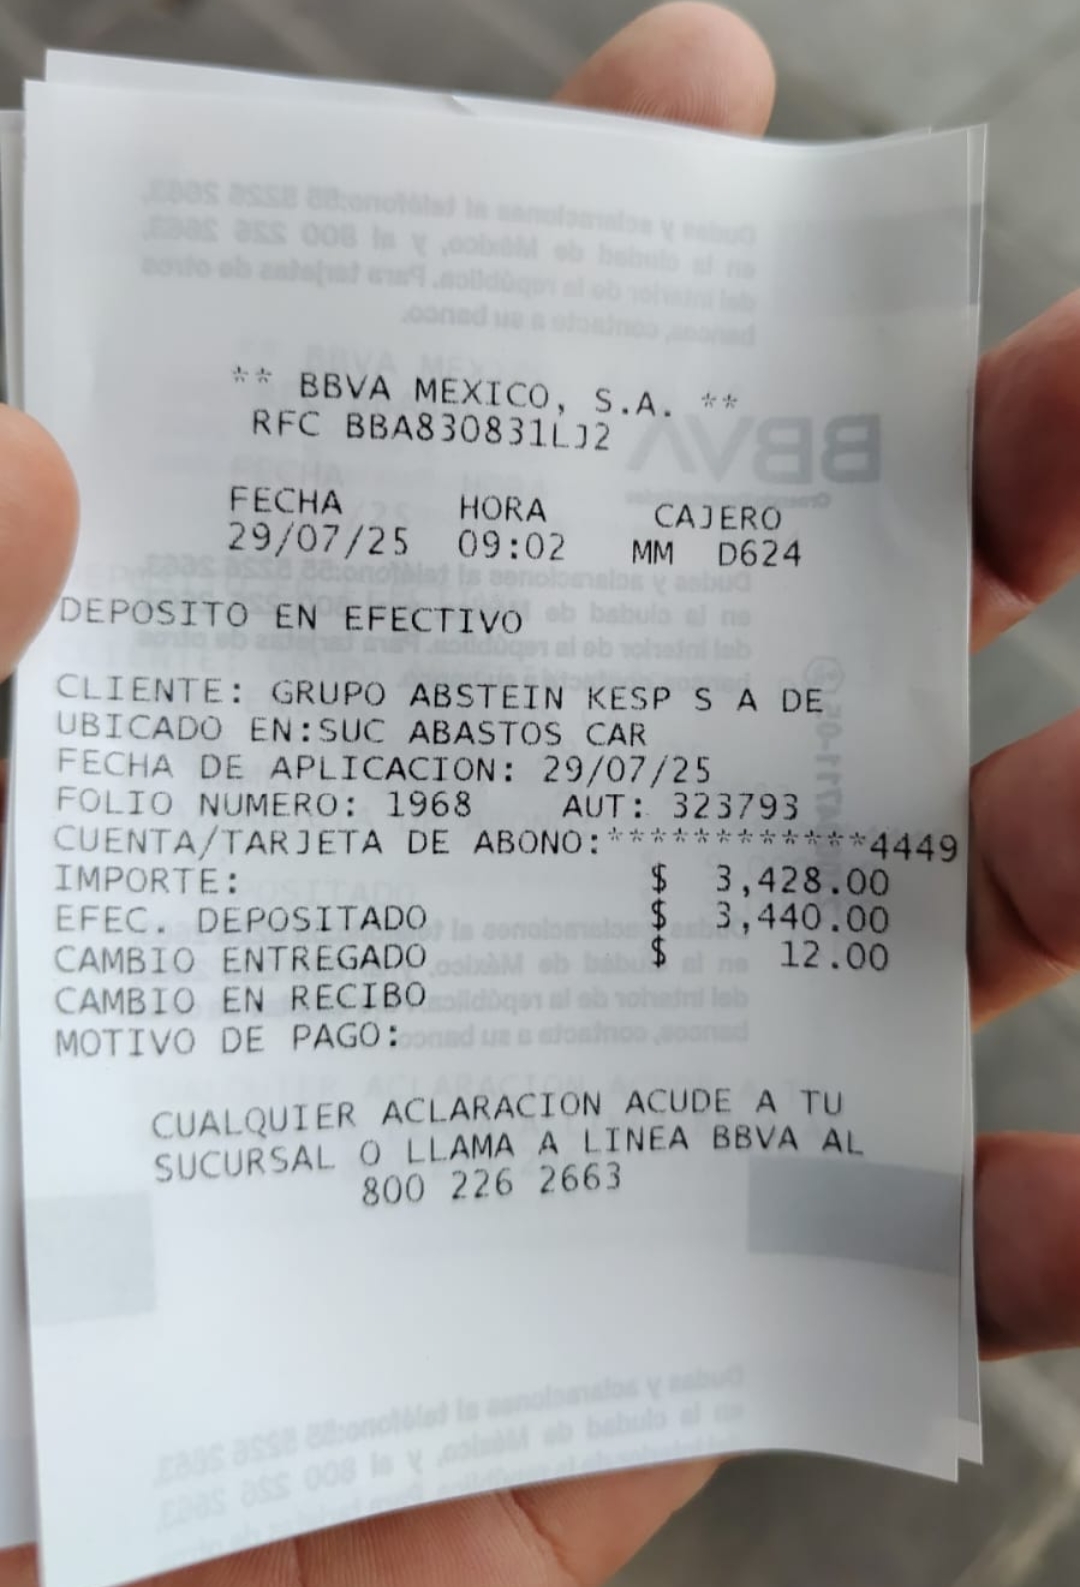 ** BBVA MEXICO, S.A. **
RFC BBA830831LJ2
FECHA HORA CAJERO
29/07/25 09:02 MM D624
DEPOSITO EN EFECTIVO
CLIENTE: GRUPO ABSTEIN KESP S A DE
UBICADO EN:SUC ABASTOS CAR
FECHA DE APLICACION: 29/07/25
FOLIO NUMERO: 1968 AUT: 323793
CUENTA/TARJETA DE ABONO:************4449
IMPORTE: $ 3,428.00
EFEC. DEPOSITADO $ 3,440.00
CAMBIO ENTREGADO $ 12.00
CAMBIO EN RECIBO
MOTIVO DE PAGO:
CUALQUIER ACLARACION ACUDE A TU
SUCURSAL O LLAMA A LINEA BBVA AL
800 226 2663